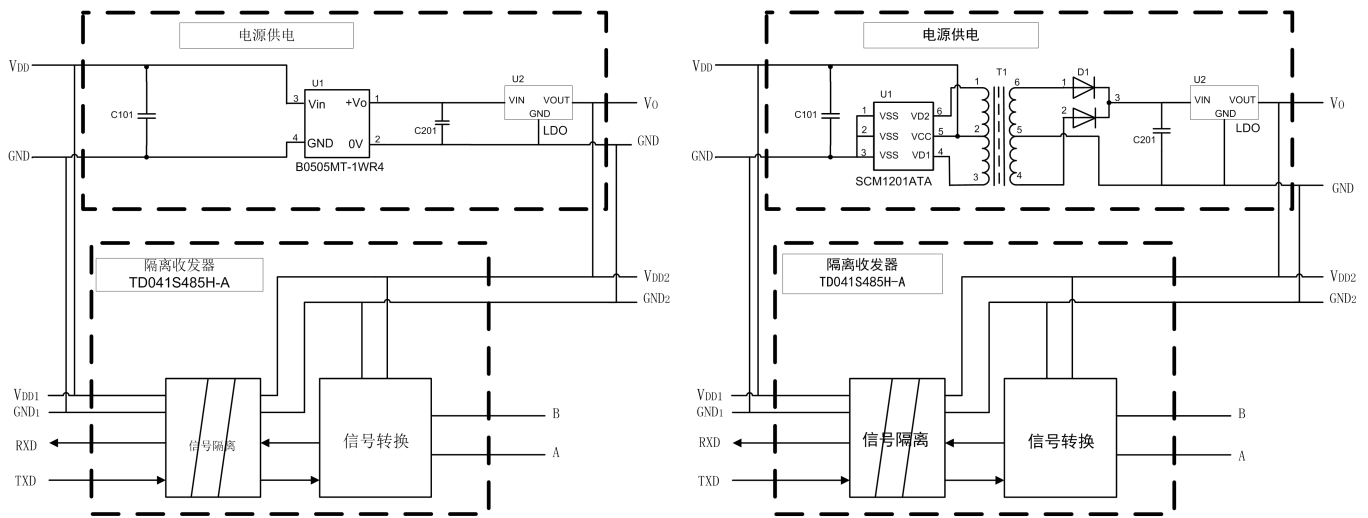 电源供电
VDD
C101
GND
U1
3
Vin
+Vo
1
4
GND
0V
2
B0505MT-1WR4
C201
U2
VIN
VOUT
GND
LDO
VO
GND
隔离收发器
TD041S485H-A
VDD2
GND2
VDD1
GND1
RXD
TXD
信号隔离
信号转换
B
A
电源供电
VDD
C101
GND
U1
1
VSS
VD2
6
2
VSS
VCC
5
3
VSS
VD1
4
SCM1201ATA
T1
1
2
3
6
5
4
D1
1
2
3
C201
U2
VIN
VOUT
GND
LDO
VO
GND
隔离收发器
TD041S485H-A
VDD2
GND2
VDD1
GND1
RXD
TXD
信号隔离
信号转换
B
A